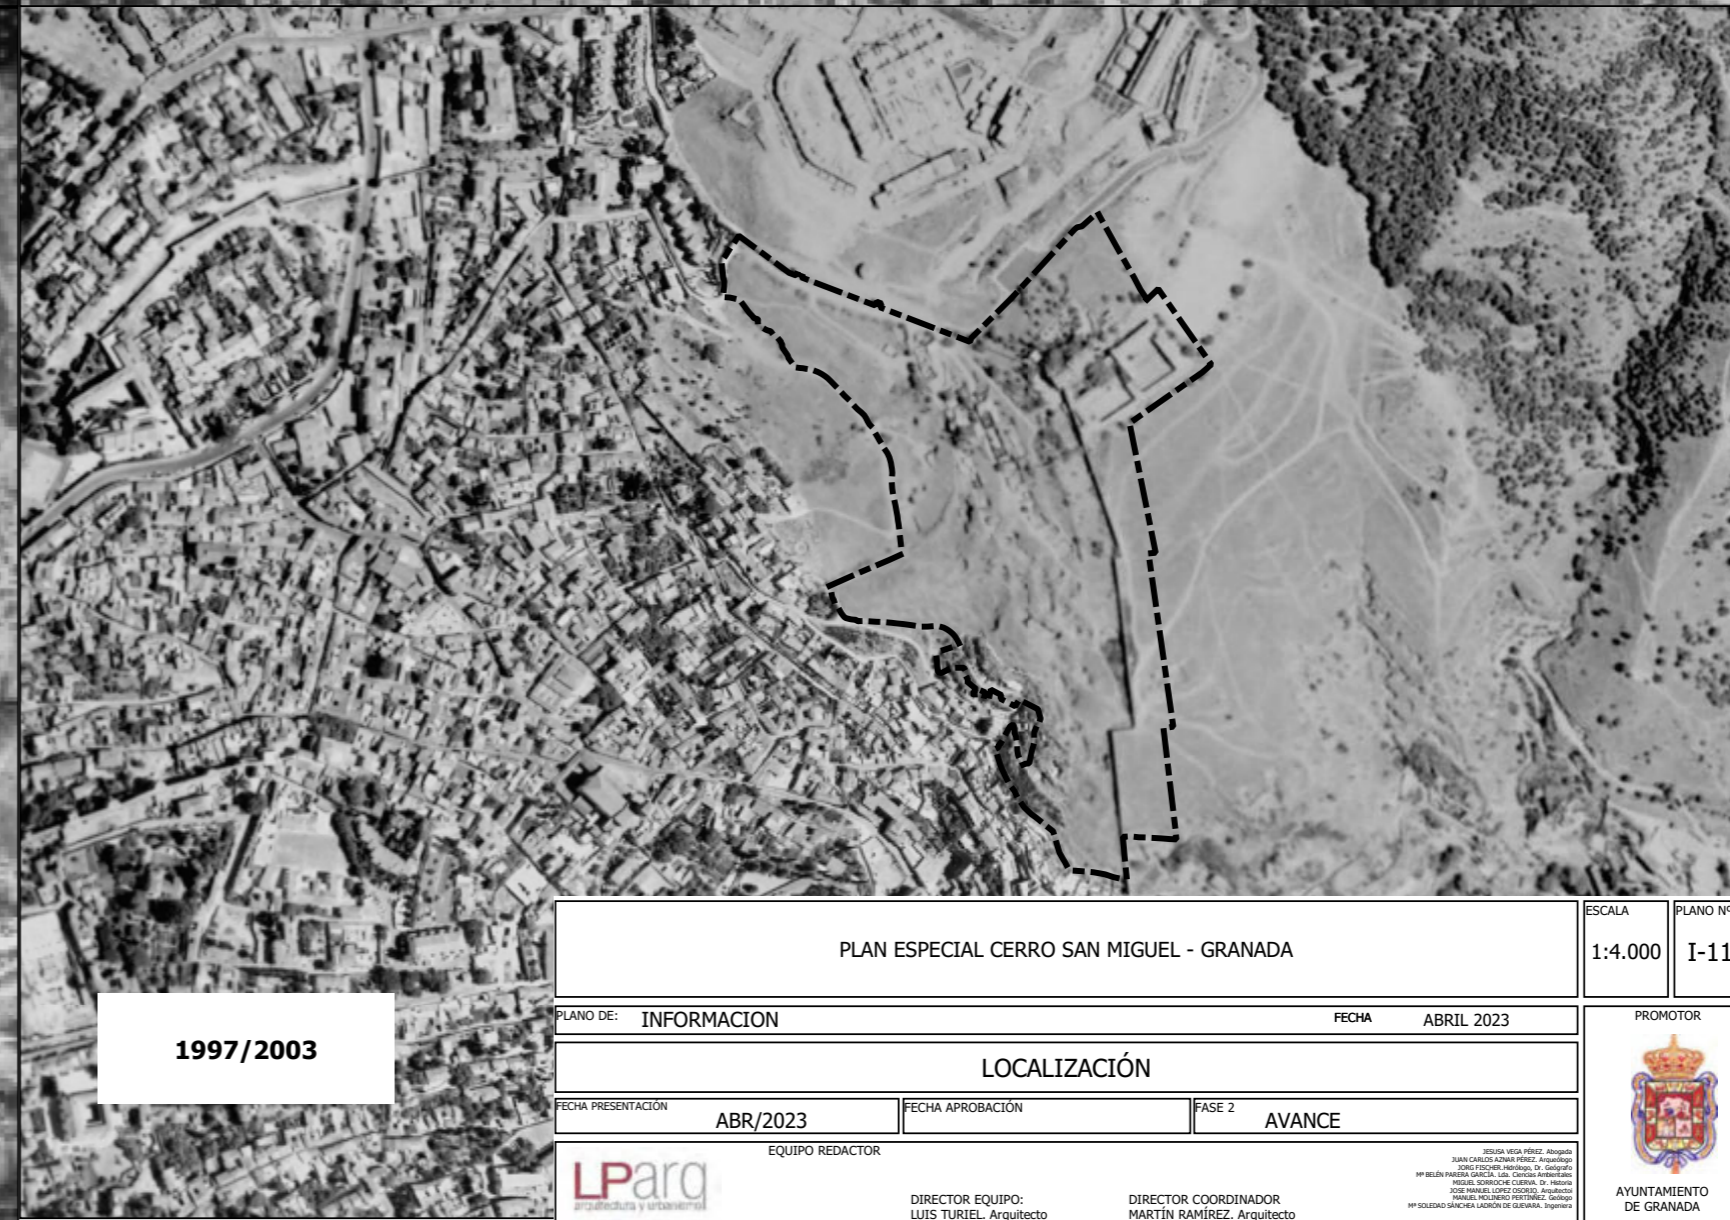 1997/2003
PLAN ESPECIAL CERRO SAN MIGUEL - GRANADA
ESCALA
1:4.000
PLANO Nº
I-11
PLANO DE: INFORMACION
FECHA ABRIL 2023
LOCALIZACIÓN
FECHA PRESENTACIÓN
ABR/2023
FECHA APROBACIÓN
FASE 2
AVANCE
PROMOTOR
AYUNTAMIENTO
DE GRANADA
EQUIPO REDACTOR
LParq
arquitectura y urbanismo
DIRECTOR EQUIPO:
LUIS TURIEL. Arquitecto
DIRECTOR COORDINADOR
MARTÍN RAMÍREZ. Arquitecto
JESUSA VEGA PÉREZ. Abogada
JUAN CARLOS AZNAR PÉREZ. Arqueólogo
JORG FISCHER. Hidrólogo, Dr. Geógrafo
Mª BELÉN PARERA GARCÍA. Lda. Ciencias Ambientales
MIGUEL SORROCHE CUERVA. Dr. Historia
JOSE MANUEL LOPEZ OSORIO. Arquitecto
MANUEL MOLINERO PERTIÑEZ. Geólogo
Mª SOLEDAD SÁNCHEA LADRÓN DE GUEVARA. Ingeniera